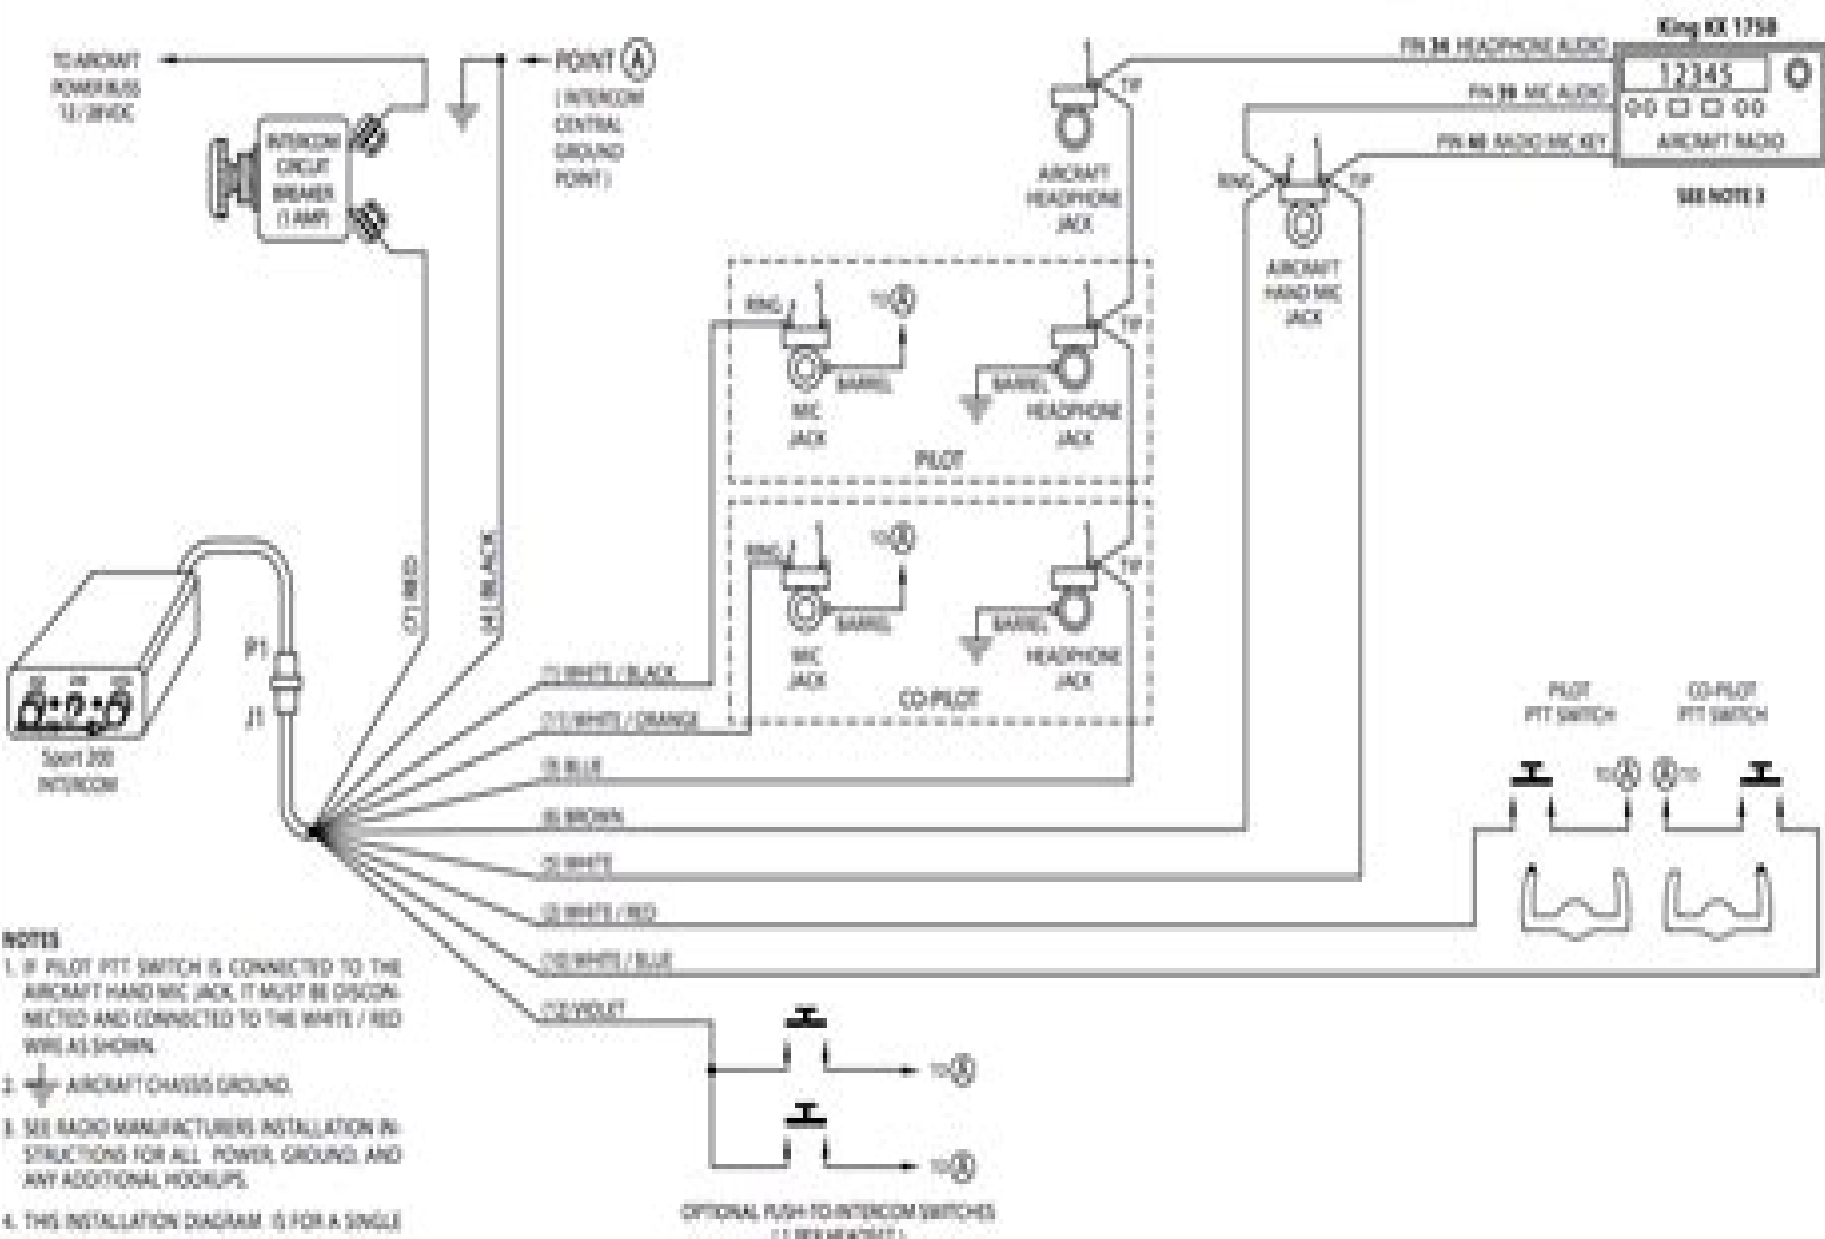 TO AIRCRAFT
POWER BUSS
12/28VDC
INTERCOM
CIRCUIT
BREAKER
(1 AMP)
POINT A
(INTERCOM
CENTRAL
GROUND
POINT)
TIP
AIRCRAFT
HEADPHONE
JACK
King KX 175B
PIN HEADPHONE AUDIO
PIN MIC AUDIO
PIN RADIO MIC KEY
12345
AIRCRAFT RADIO
SEE NOTE 3
RING
TIP
AIRCRAFT
HAND MIC
JACK
RING
TO A
BARREL
MIC
JACK
TIP
BARREL
HEADPHONE
JACK
PILOT
RING
TO A
BARREL
MIC
JACK
TIP
BARREL
HEADPHONE
JACK
CO-PILOT
(7) RED
(4) BLACK
P1
J1
Sport 200
INTERCOM
(1) WHITE / BLACK
(11) WHITE / ORANGE
BLUE
(6) BROWN
WHITE
(2) WHITE / RED
(10) WHITE / BLUE
(12) VIOLET
PILOT
PTT SWITCH
CO-PILOT
PTT SWITCH
TO A
A TO
TO A
TO A
OPTIONAL PUSH-TO-INTERCOM SWITCHES
(1 PER HEADSET)
NOTES
1. IF PILOT PTT SWITCH IS CONNECTED TO THE
AIRCRAFT HAND MIC JACK, IT MUST BE DISCON-
NECTED AND CONNECTED TO THE WHITE / RED
WIRE AS SHOWN.
2. AIRCRAFT CHASSIS GROUND.
3. SEE RADIO MANUFACTURERS INSTALLATION IN-
STRUCTIONS FOR ALL POWER, GROUND, AND
ANY ADDITIONAL HOOKUPS.
4. THIS INSTALLATION DIAGRAM IS FOR A SINGLE